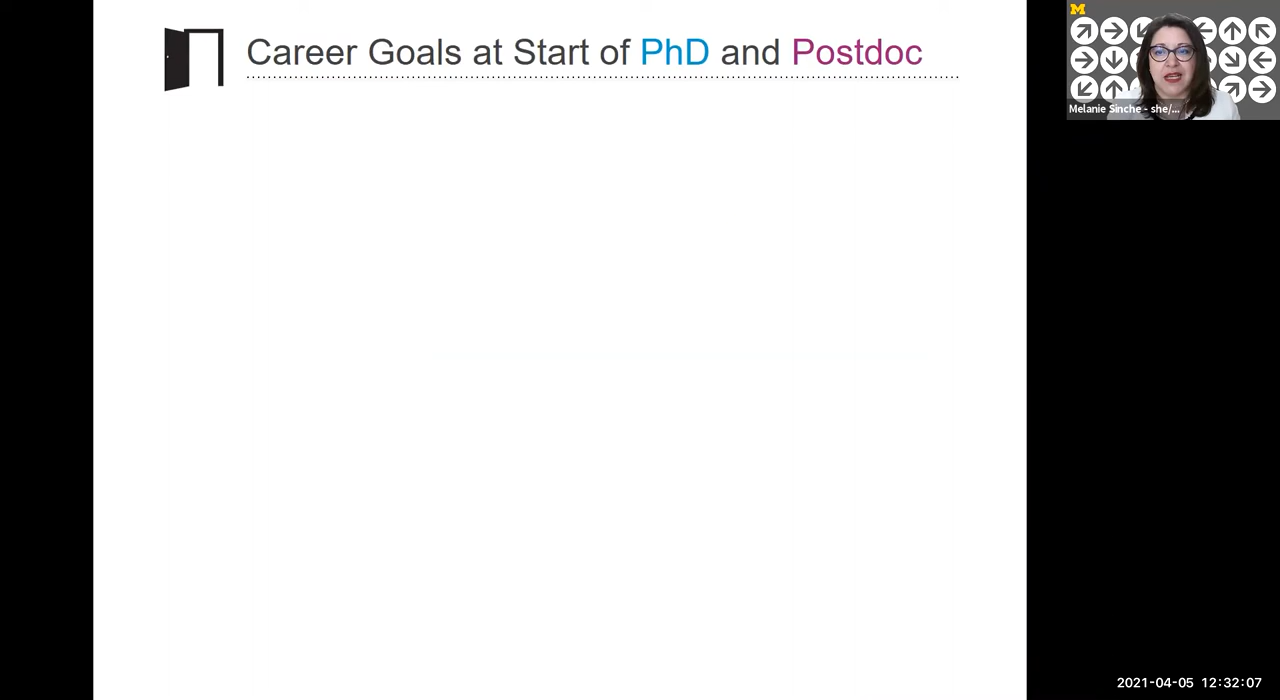 Career Goals at Start of PhD and Postdoc
M
Melanie Sinche - she/...
2021-04-05 12:32:07